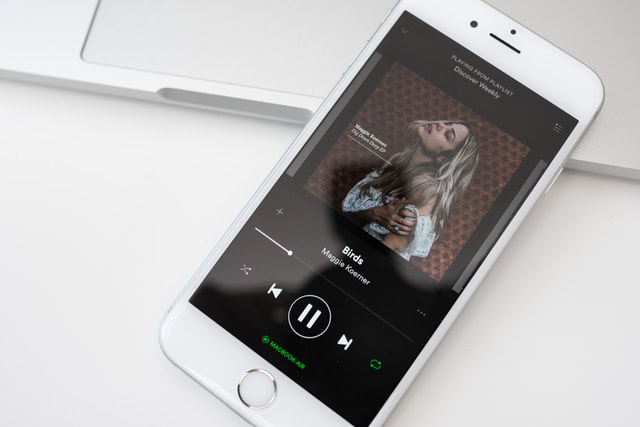 PLAYING FROM PLAYLIST
Discover Weekly
Maggie Koerner
Dig Down Deep EP
Birds
Maggie Koerner
MACBOOK-AIR